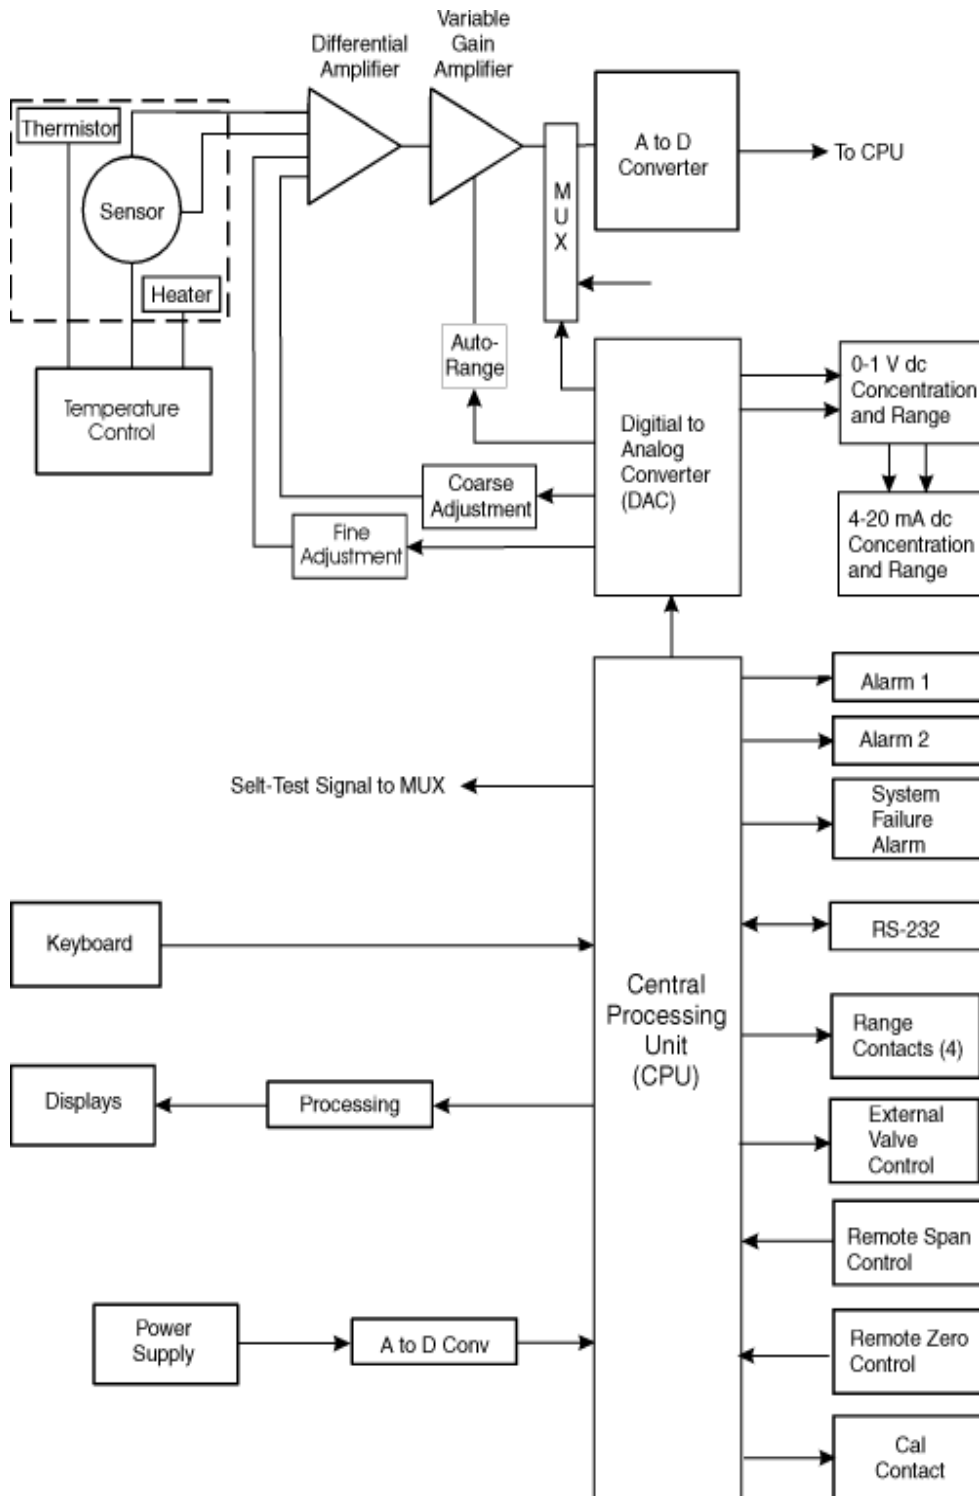 Differential
Amplifier
Variable
Gain
Amplifier
Thermistor
Sensor
Heater
Temperature
Control
M
U
X
A to D
Converter
To CPU
Auto-
Range
Coarse
Adjustment
Fine
Adjustment
Digitial to
Analog
Converter
(DAC)
0-1 V dc
Concentration
and Range
4-20 mA dc
Concentration
and Range
Selt-Test Signal to MUX
Keyboard
Displays
Processing
Power
Supply
A to D Conv
Central
Processing
Unit
(CPU)
Alarm 1
Alarm 2
System
Failure
Alarm
RS-232
Range
Contacts (4)
External
Valve
Control
Remote Span
Control
Remote Zero
Control
Cal
Contact